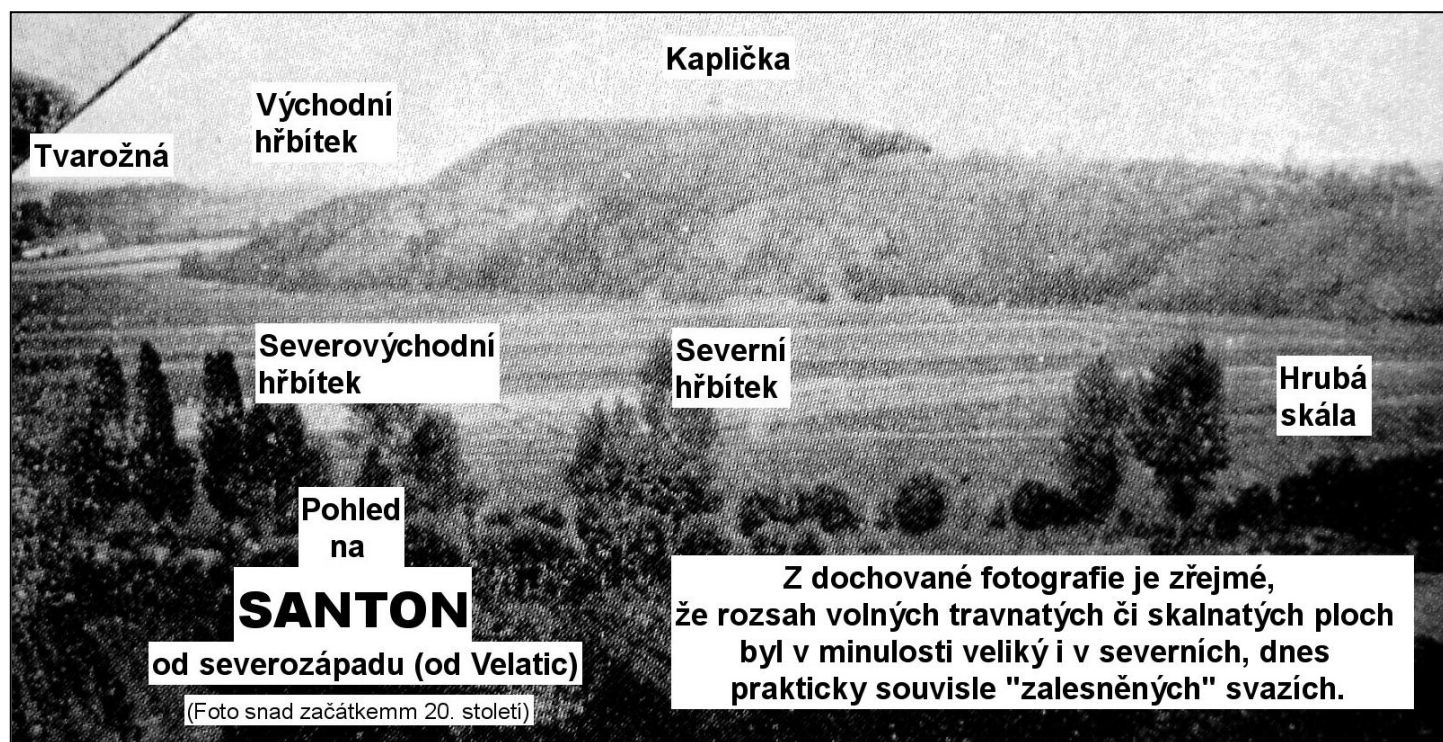 Kaplička
Východní
hřbítek
Tvarožná
Severovýchodní
hřbítek
Severní
hřbítek
Hrubá
skála
Pohled
na
SANTON
od severozápadu (od Velatic)
(Foto snad začátkemm 20. století)
Z dochované fotografie je zřejmé,
že rozsah volných travnatých či skalnatých ploch
byl v minulosti veliký i v severních, dnes
prakticky souvisle "zalesněných" svazích.